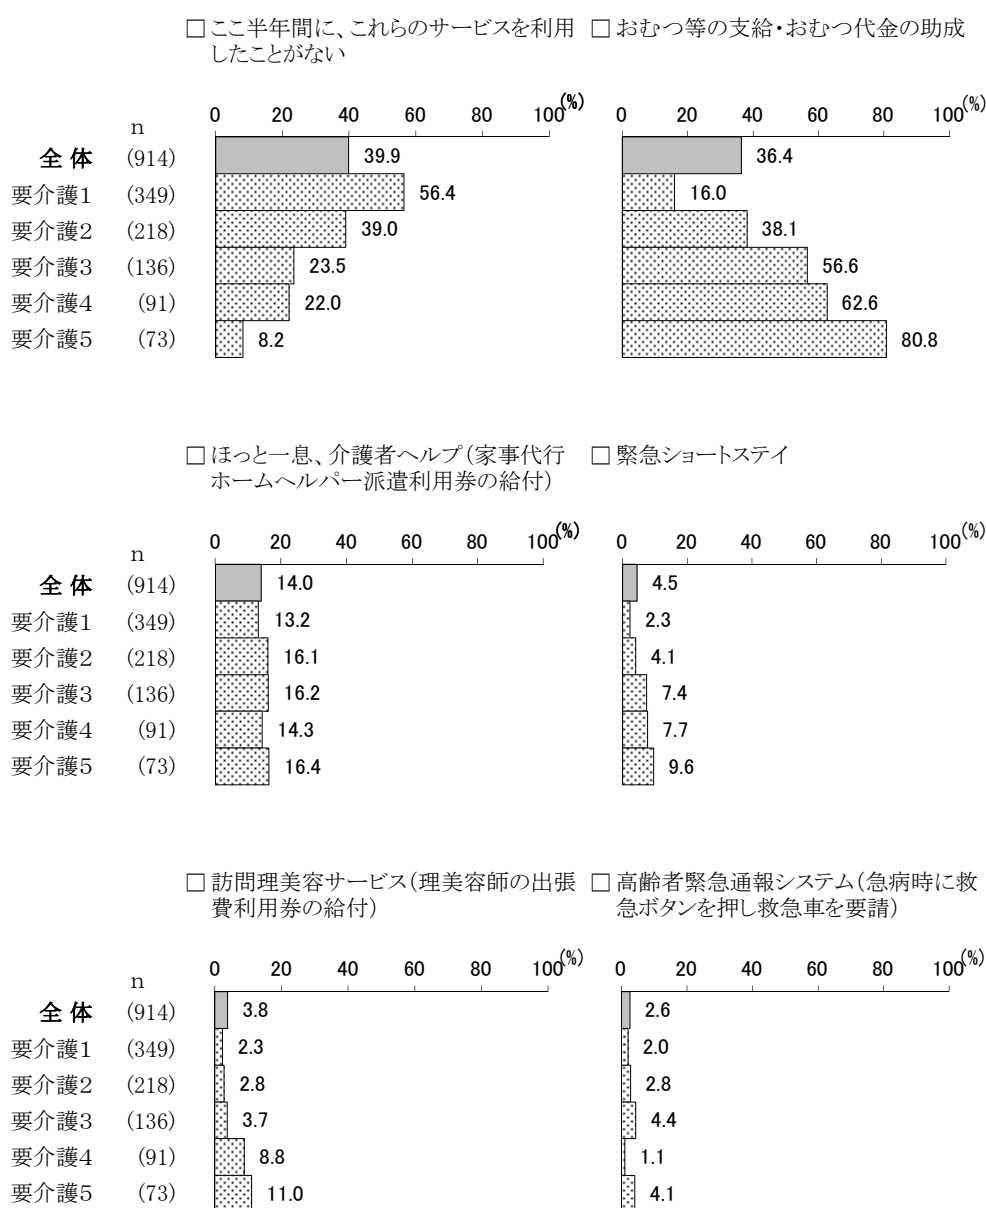 □ ここ半年間に、これらのサービスを利用したことがない
□ おむつ等の支給・おむつ代金の助成
0 20 40 60 80 100 (%)
0 20 40 60 80 100 (%)
n
全 体 (914) 39.9 36.4
要介護1 (349) 56.4 16.0
要介護2 (218) 39.0 38.1
要介護3 (136) 23.5 56.6
要介護4 (91) 22.0 62.6
要介護5 (73) 8.2 80.8
□ ほっと一息、介護者ヘルプ(家事代行
ホームヘルパー派遣利用券の給付)
□ 緊急ショートステイ
0 20 40 60 80 100 (%)
0 20 40 60 80 100 (%)
n
全 体 (914) 14.0 4.5
要介護1 (349) 13.2 2.3
要介護2 (218) 16.1 4.1
要介護3 (136) 16.2 7.4
要介護4 (91) 14.3 7.7
要介護5 (73) 16.4 9.6
□ 訪問理美容サービス(理美容師の出張
費利用券の給付)
□ 高齢者緊急通報システム(急病時に救
急ボタンを押し救急車を要請)
0 20 40 60 80 100 (%)
0 20 40 60 80 100 (%)
n
全 体 (914) 3.8 2.6
要介護1 (349) 2.3 2.0
要介護2 (218) 2.8 2.8
要介護3 (136) 3.7 4.4
要介護4 (91) 8.8 1.1
要介護5 (73) 11.0 4.1